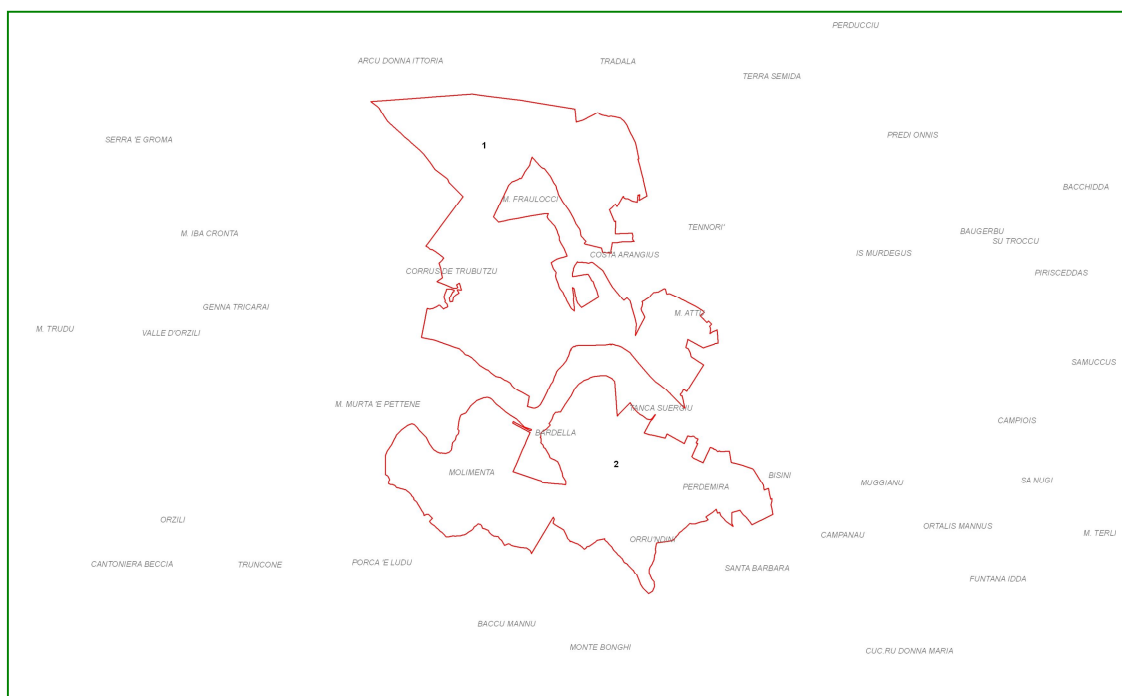 PERDUCCIU
ARCU DONNA ITTORIA
TRADALA
TERRA SEMIDA
PREDI ONNIS
SERRA 'E GROMA
1
BACCHIDDA
M. FRAULOCCI
TENNORI'
BAUGERBU
M. IBA CRONTA
SU TROCCU
COSTA ARANGIUS
IS MURDEGUS
CORRUS DE TRUBUTZU
PIRISCEDDAS
GENNA TRICARAI
M. ATTU
M. TRUDU
VALLE D'ORZILI
SAMUCCUS
M. MURTA 'E PETTENE
TANCA SUERGIU
CAMPIOIS
BARDELLA
2
MOLIMENTA
BISINI
SA NUGI
MUGGIANU
PERDEMIRA
ORZILI
ORTALIS MANNUS
M. TERLI
CAMPANAU
ORRU'NDINI
PORCA 'E LUDU
CANTONIERA BECCIA
TRUNCONE
SANTA BARBARA
FUNTANA IDDA
BACCU MANNU
MONTE BONGHI
CUC.RU DONNA MARIA